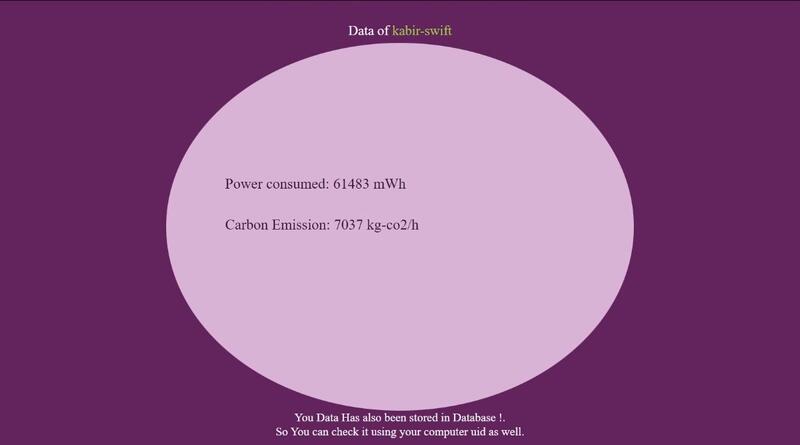 Data of kabir-swift
Power consumed: 61483 mWh
Carbon Emission: 7037 kg-co2/h
You Data Has also been stored in Database !.
So You can check it using your computer uid as well.